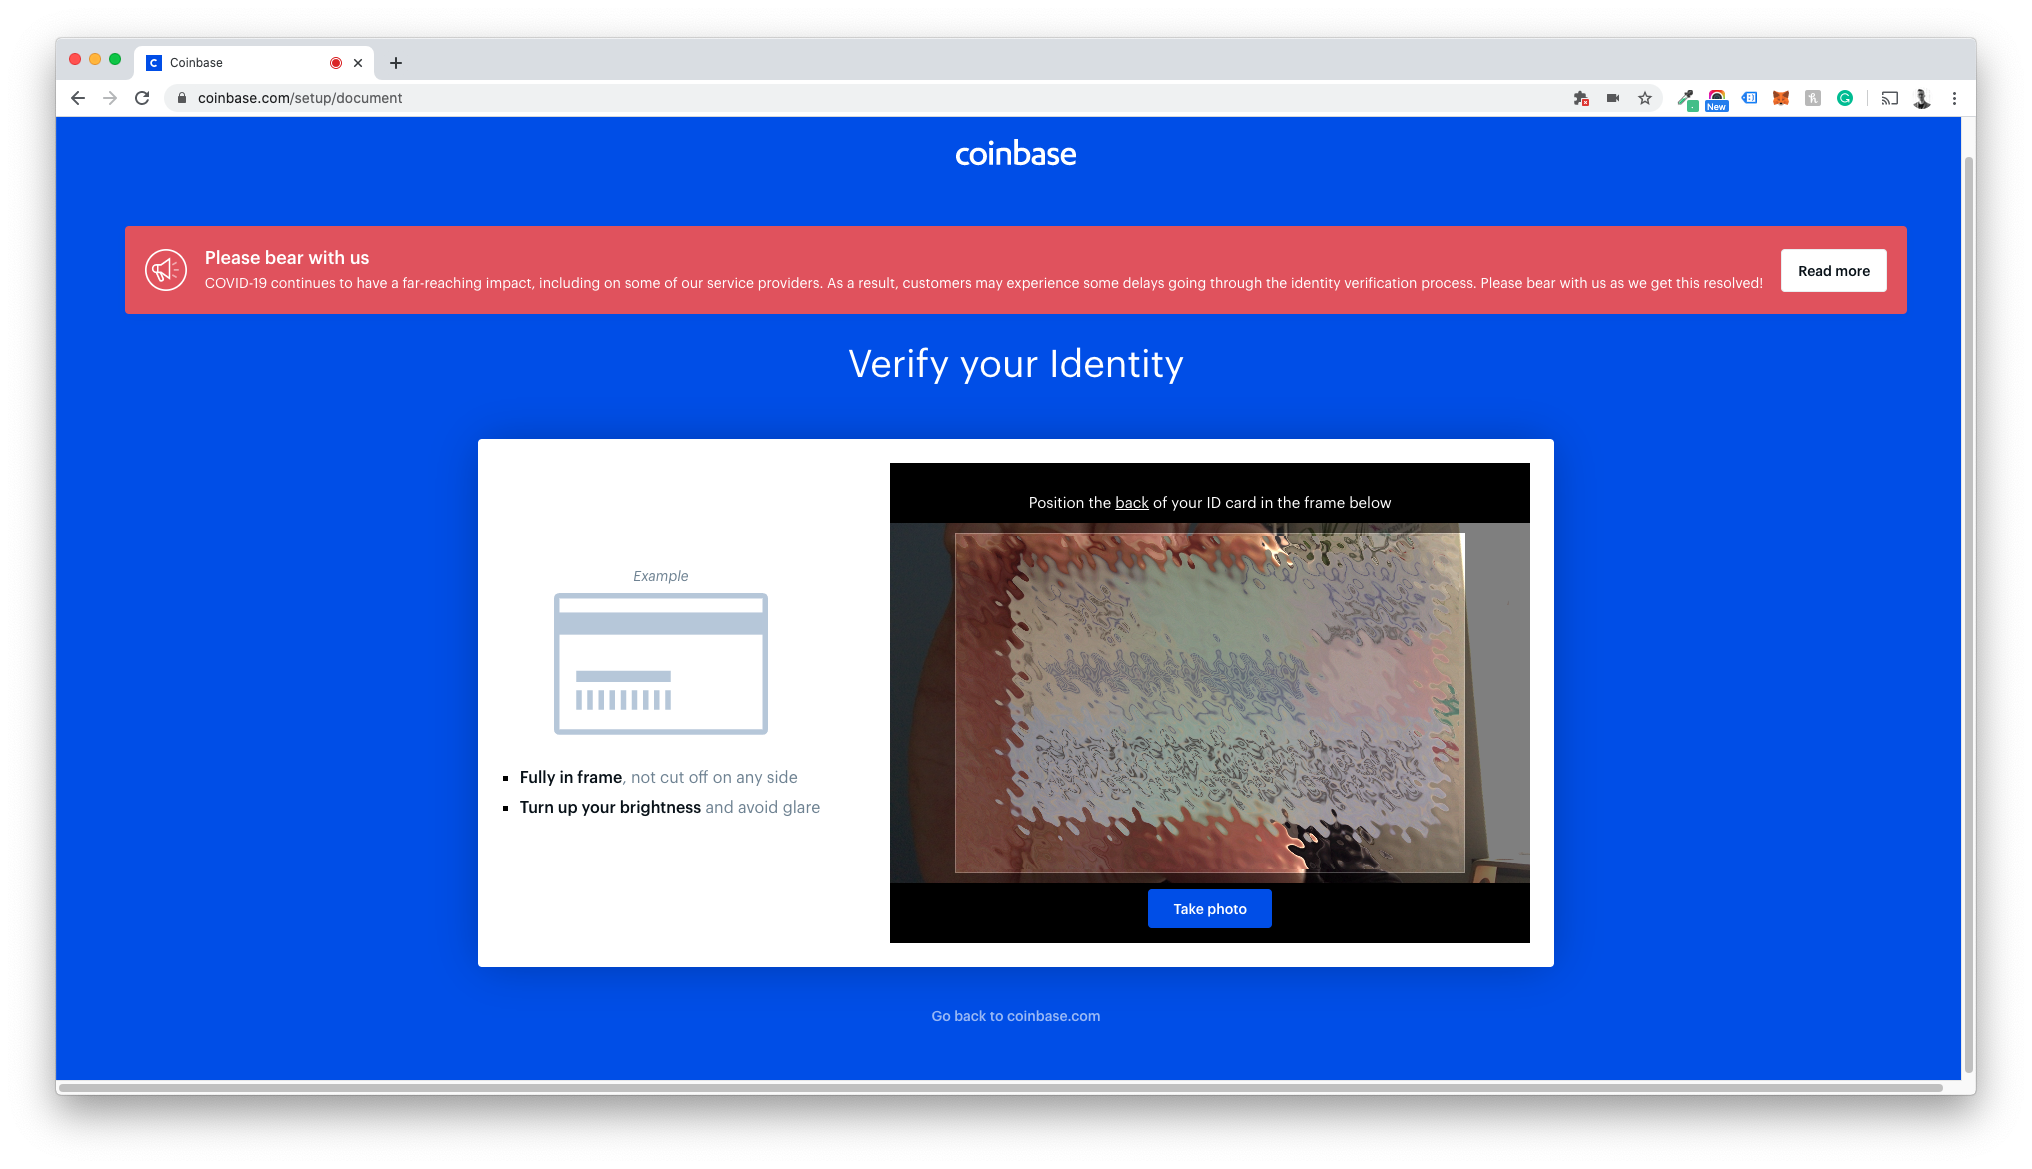 Coinbase
coinbase.com/setup/document
New
coinbase
Please bear with us
COVID-19 continues to have a far-reaching impact, including on some of our service providers. As a result, customers may experience some delays going through the identity verification process. Please bear with us as we get this resolved!
Read more
Verify your Identity
Position the back of your ID card in the frame below
Example
Fully in frame, not cut off on any side
Turn up your brightness and avoid glare
Take photo
Go back to coinbase.com